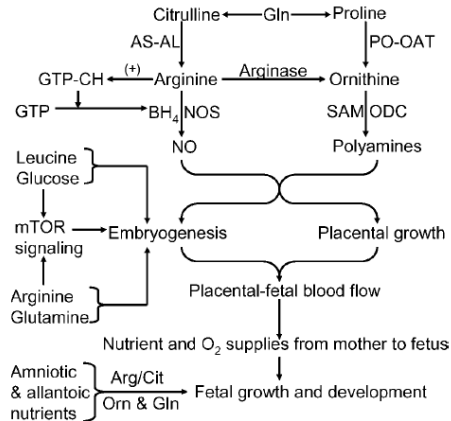 Citrulline Gln Proline
AS-AL PO-OAT
GTP-CH (+) Arginine Arginase Ornithine
GTP BH4 NOS SAM ODC
NO Polyamines
Leucine
Glucose
mTOR
signaling
Embryogenesis Placental growth
Arginine
Glutamine
Placental-fetal blood flow
Nutrient and O2 supplies from mother to fetus
Amniotic
& allantoic
nutrients
Arg/Cit
Orn & Gln
Fetal growth and development